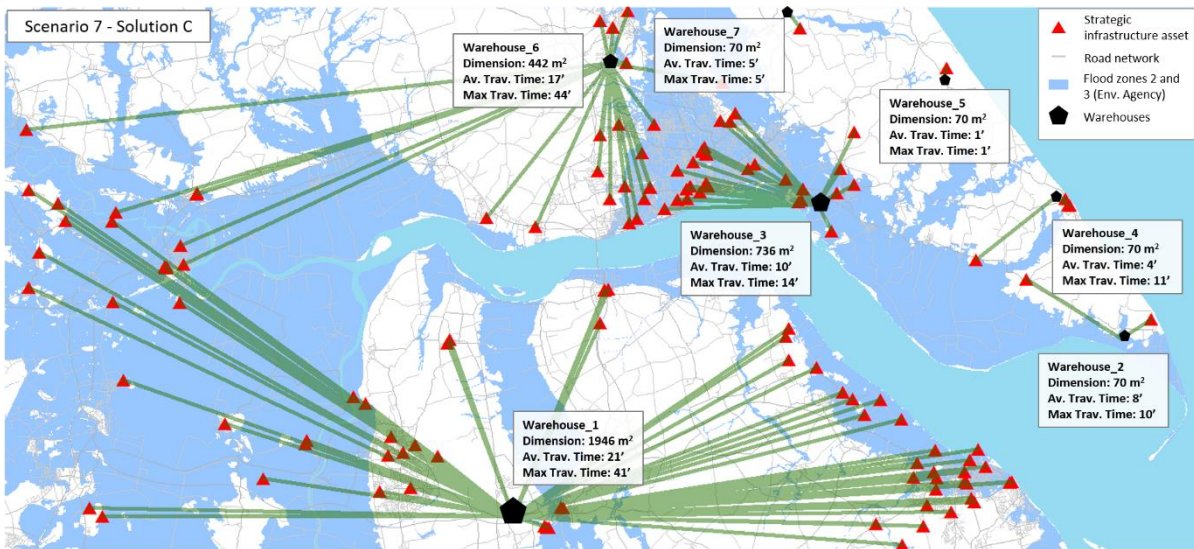 Scenario 7 - Solution C
Warehouse_6
Dimension: 442 m²
Av. Trav. Time: 17’
Max Trav. Time: 44’
Warehouse_7
Dimension: 70 m²
Av. Trav. Time: 5’
Max Trav. Time: 5’
Strategic
infrastructure asset
Road network
Flood zones 2 and
3 (Env. Agency)
Warehouses
Warehouse_5
Dimension: 70 m²
Av. Trav. Time: 1’
Max Trav. Time: 1’
Warehouse_3
Dimension: 736 m²
Av. Trav. Time: 10’
Max Trav. Time: 14’
Warehouse_4
Dimension: 70 m²
Av. Trav. Time: 4’
Max Trav. Time: 11’
Warehouse_2
Dimension: 70 m²
Av. Trav. Time: 8’
Max Trav. Time: 10’
Warehouse_1
Dimension: 1946 m²
Av. Trav. Time: 21’
Max Trav. Time: 41’